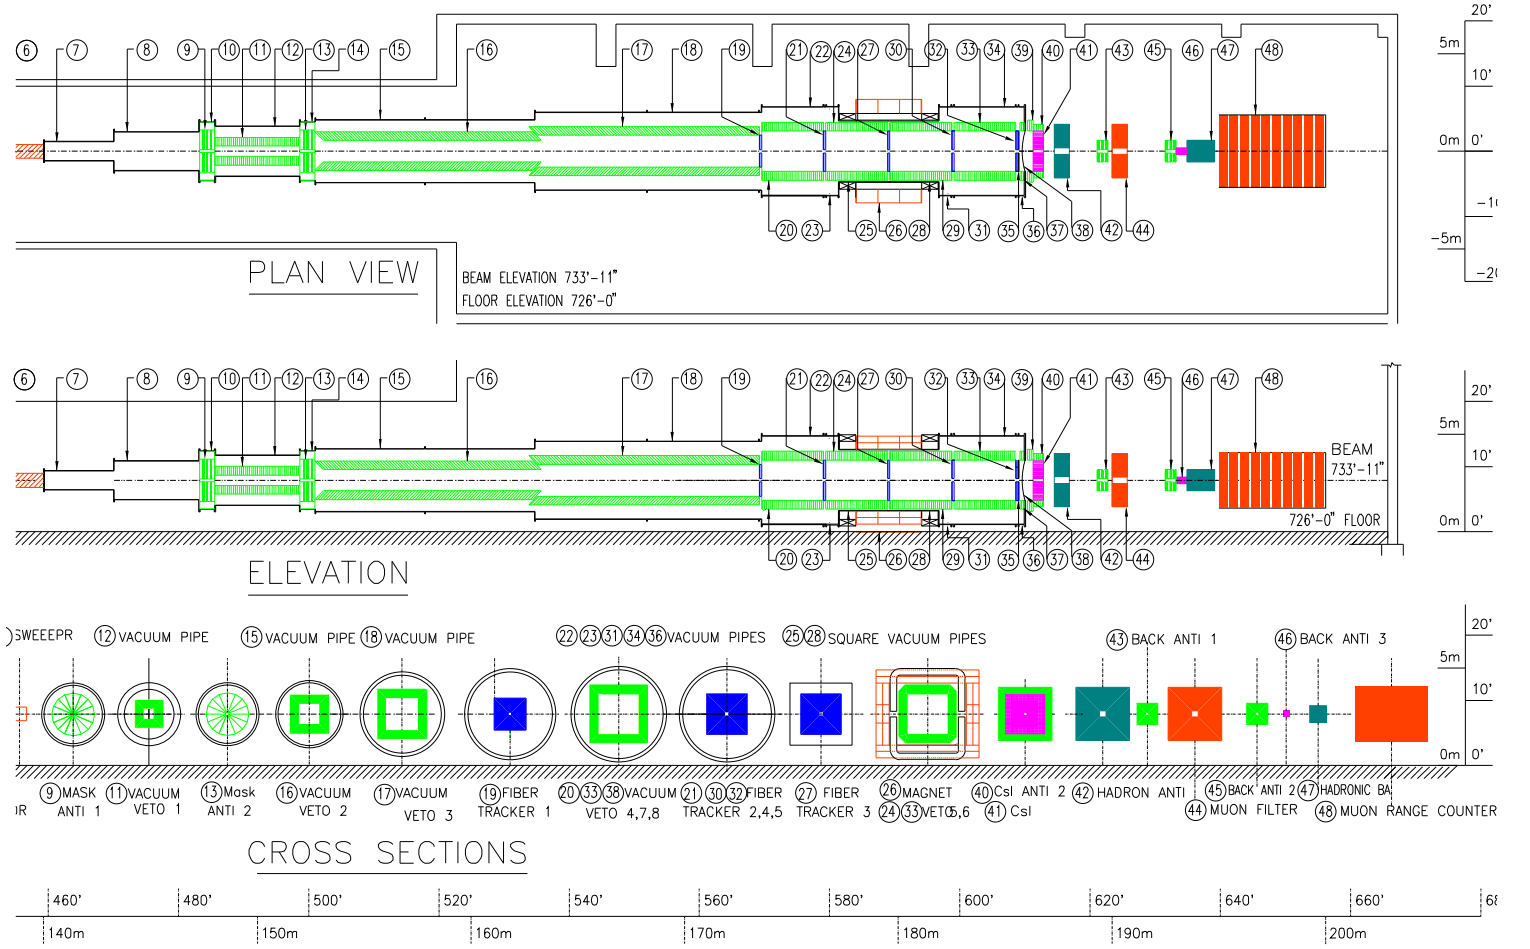 20'
6 7 8 9 10 11 12 13 14 15 16 17 18 19 21 22 24 27 30 32 33 34 39 40 41 43 45 46 47 48
5m
10'
0m 0'
-10
-5m
20 23 25 26 28 29 31 35 36 37 38 42 44
PLAN VIEW
BEAM ELEVATION 733'-11"
FLOOR ELEVATION 726'-0"
-20
6 7 8 9 10 11 12 13 14 15 16 17 18 19 21 22 24 27 30 32 33 34 39 40 41 43 45 46 47 48
20'
5m
10'
BEAM
733'-11"
726'-0" FLOOR
0m 0'
20 23 25 26 28 29 31 35 36 37 38 42 44
ELEVATION
SWEEEPR 12 VACUUM PIPE 15 VACUUM PIPE 18 VACUUM PIPE 22 23 31 34 36 VACUUM PIPES 25 28 SQUARE VACUUM PIPES 43 BACK ANTI 1 46 BACK ANTI 3
20'
5m
10'
0m 0'
9 MASK 11 VACUUM 13 Mask 16 VACUUM 17 VACUUM 19 FIBER 20 33 38 VACUUM 21 30 32 FIBER 27 FIBER 26 MAGNET 40 CsI ANTI 2 42 HADRON ANTI 45 BACK ANTI 2 47 HADRONIC BA
IR ANTI 1 VETO 1 ANTI 2 VETO 2 VETO 3 TRACKER 1 VETO 4,7,8 TRACKER 2,4,5 TRACKER 3 24 33 VETO5,6 41 CsI 44 MUON FILTER 48 MUON RANGE COUNTER
CROSS SECTIONS
460' 480' 500' 520' 540' 560' 580' 600' 620' 640' 660' 68
140m 150m 160m 170m 180m 190m 200m